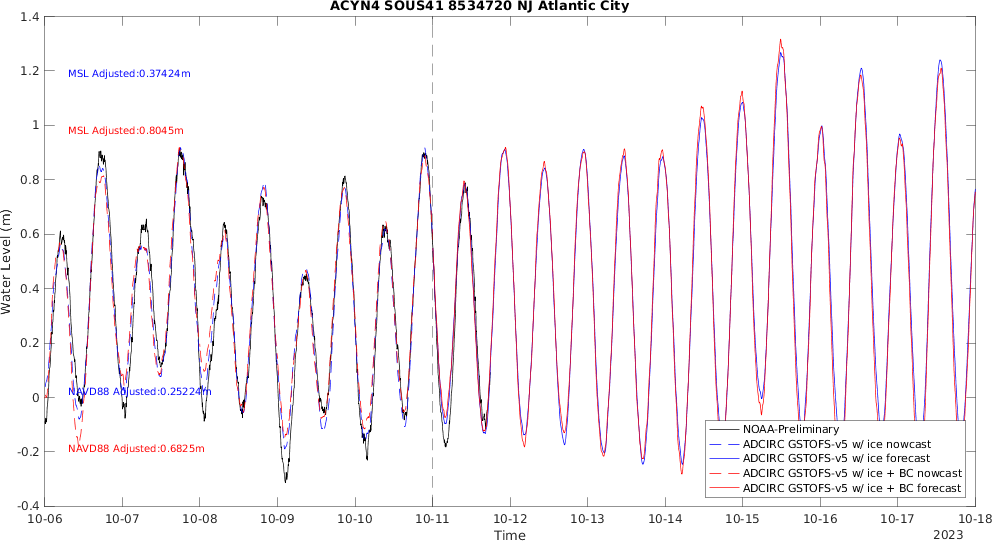 ACYN4 SOUS41 8534720 NJ Atlantic City
1.4
1.2
1
0.8
0.6
0.4
0.2
0
-0.2
-0.4
Water Level (m)
MSL Adjusted:0.37424m
MSL Adjusted:0.8045m
NAVD88 Adjusted:0.25224m
NAVD88 Adjusted:0.6825m
NOAA-Preliminary
ADCIRC GSTOFS-v5 w/ ice nowcast
ADCIRC GSTOFS-v5 w/ ice forecast
ADCIRC GSTOFS-v5 w/ ice + BC nowcast
ADCIRC GSTOFS-v5 w/ ice + BC forecast
10-06 10-07 10-08 10-09 10-10 10-11 10-12 10-13 10-14 10-15 10-16 10-17 10-18
Time
2023